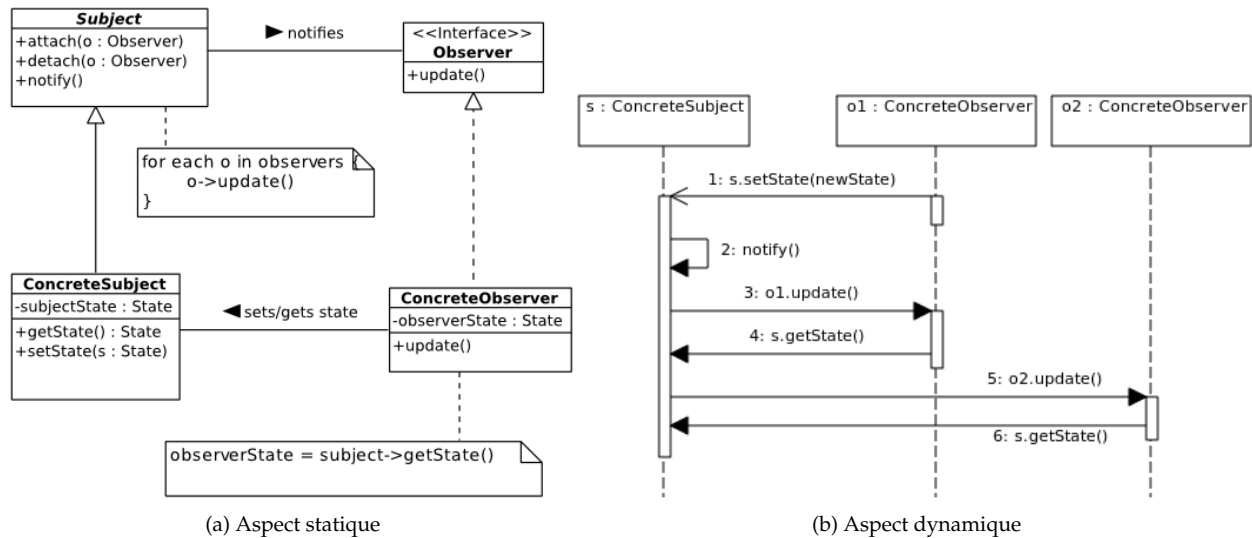 Subject
+attach(o : Observer)
+detach(o : Observer)
+notify()
notifies
<<Interface>>
Observer
+update()
for each o in observers {
o->update()
}
ConcreteSubject
-subjectState : State
+getState() : State
+setState(s : State)
sets/gets state
ConcreteObserver
-observerState : State
+update()
observerState = subject->getState()
(a) Aspect statique
s : ConcreteSubject
o1 : ConcreteObserver
o2 : ConcreteObserver
1: s.setState(newState)
2: notify()
3: o1.update()
4: s.getState()
5: o2.update()
6: s.getState()
(b) Aspect dynamique